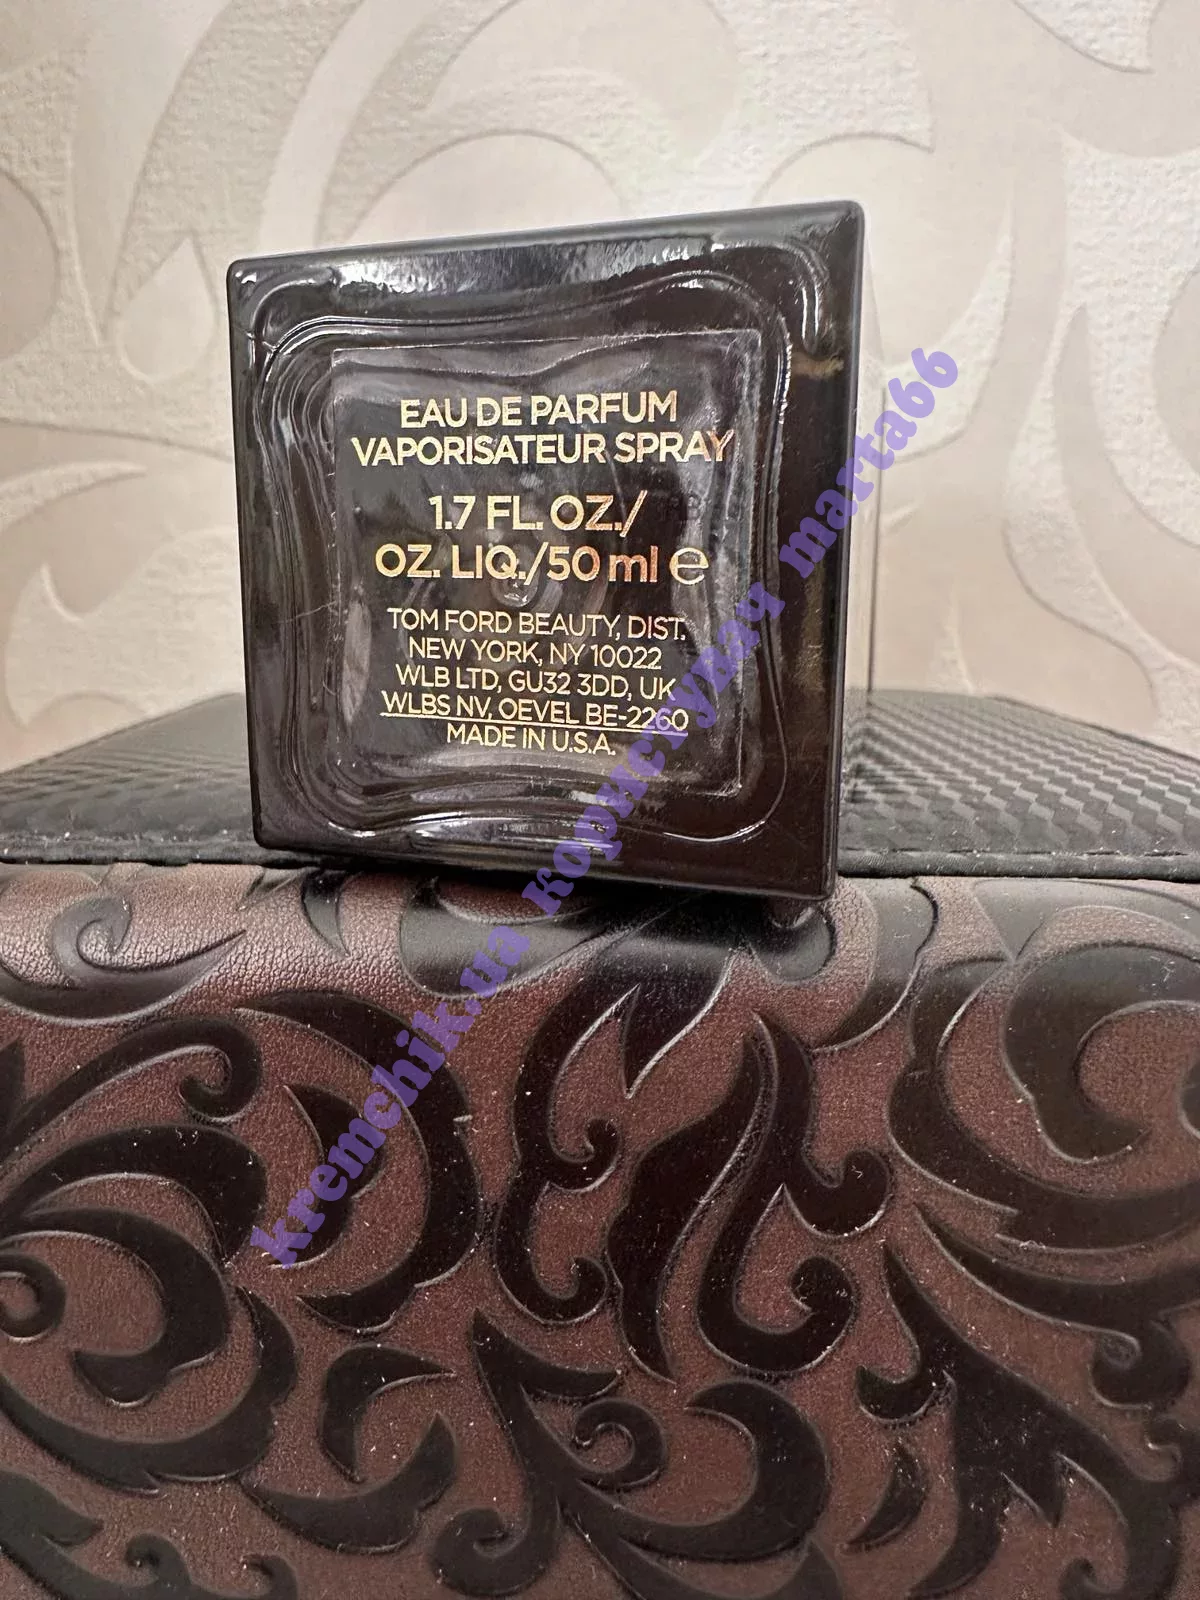 EAU DE PARFUM
VAPORISATEUR SPRAY
1.7 FL. OZ./
OZ. LIQ./50 ml ℮
TOM FORD BEAUTY, DIST.
NEW YORK, NY 10022
WLB LTD, GU32 3DD, UK
WLBS NV, OEVEL BE-2260
MADE IN U.S.A.
kremchik.ua користувач marta66